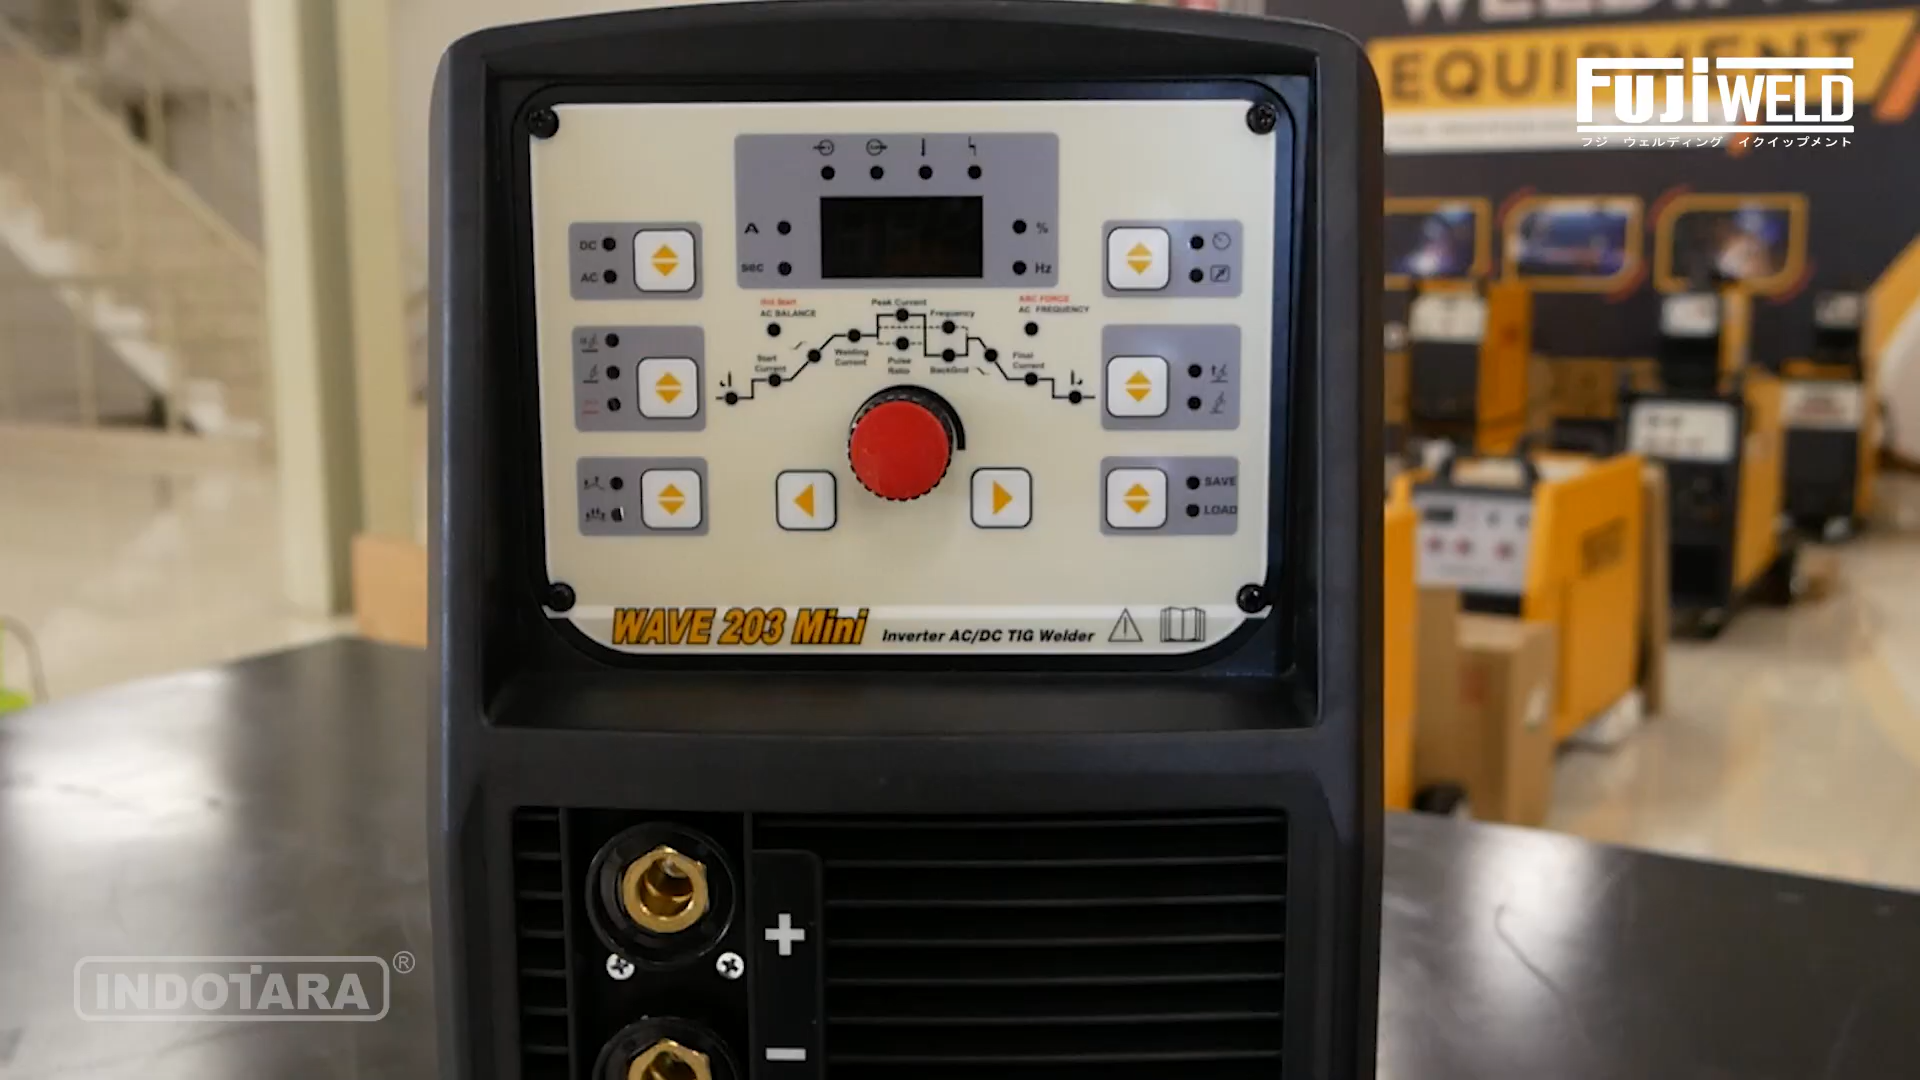 EQUIPMENT
FUJIWELD
フジ ウェルディング イクイップメント
A
sec
%
Hz
DC
AC
Hot Start
AC BALANCE
Peak Current
Frequency
ARC FORCE
AC FREQUENCY
Start
Current
Welding
Current
Pulse
Ratio
BackGrnd
Final
Current
SAVE
LOAD
WAVE 203 Mini Inverter AC/DC TIG Welder
+
−
INDOTARA®